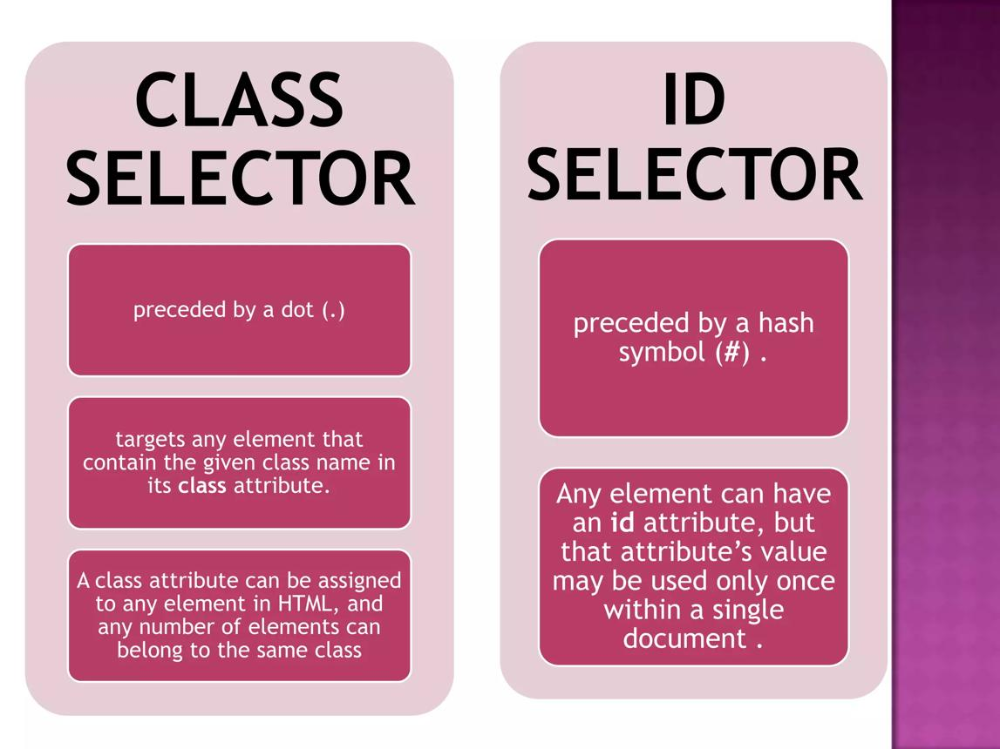 CLASS
SELECTOR
preceded by a dot (.)
targets any element that
contain the given class name in
its class attribute.
A class attribute can be assigned
to any element in HTML, and
any number of elements can
belong to the same class
ID
SELECTOR
preceded by a hash
symbol (#) .
Any element can have
an id attribute, but
that attribute’s value
may be used only once
within a single
document .